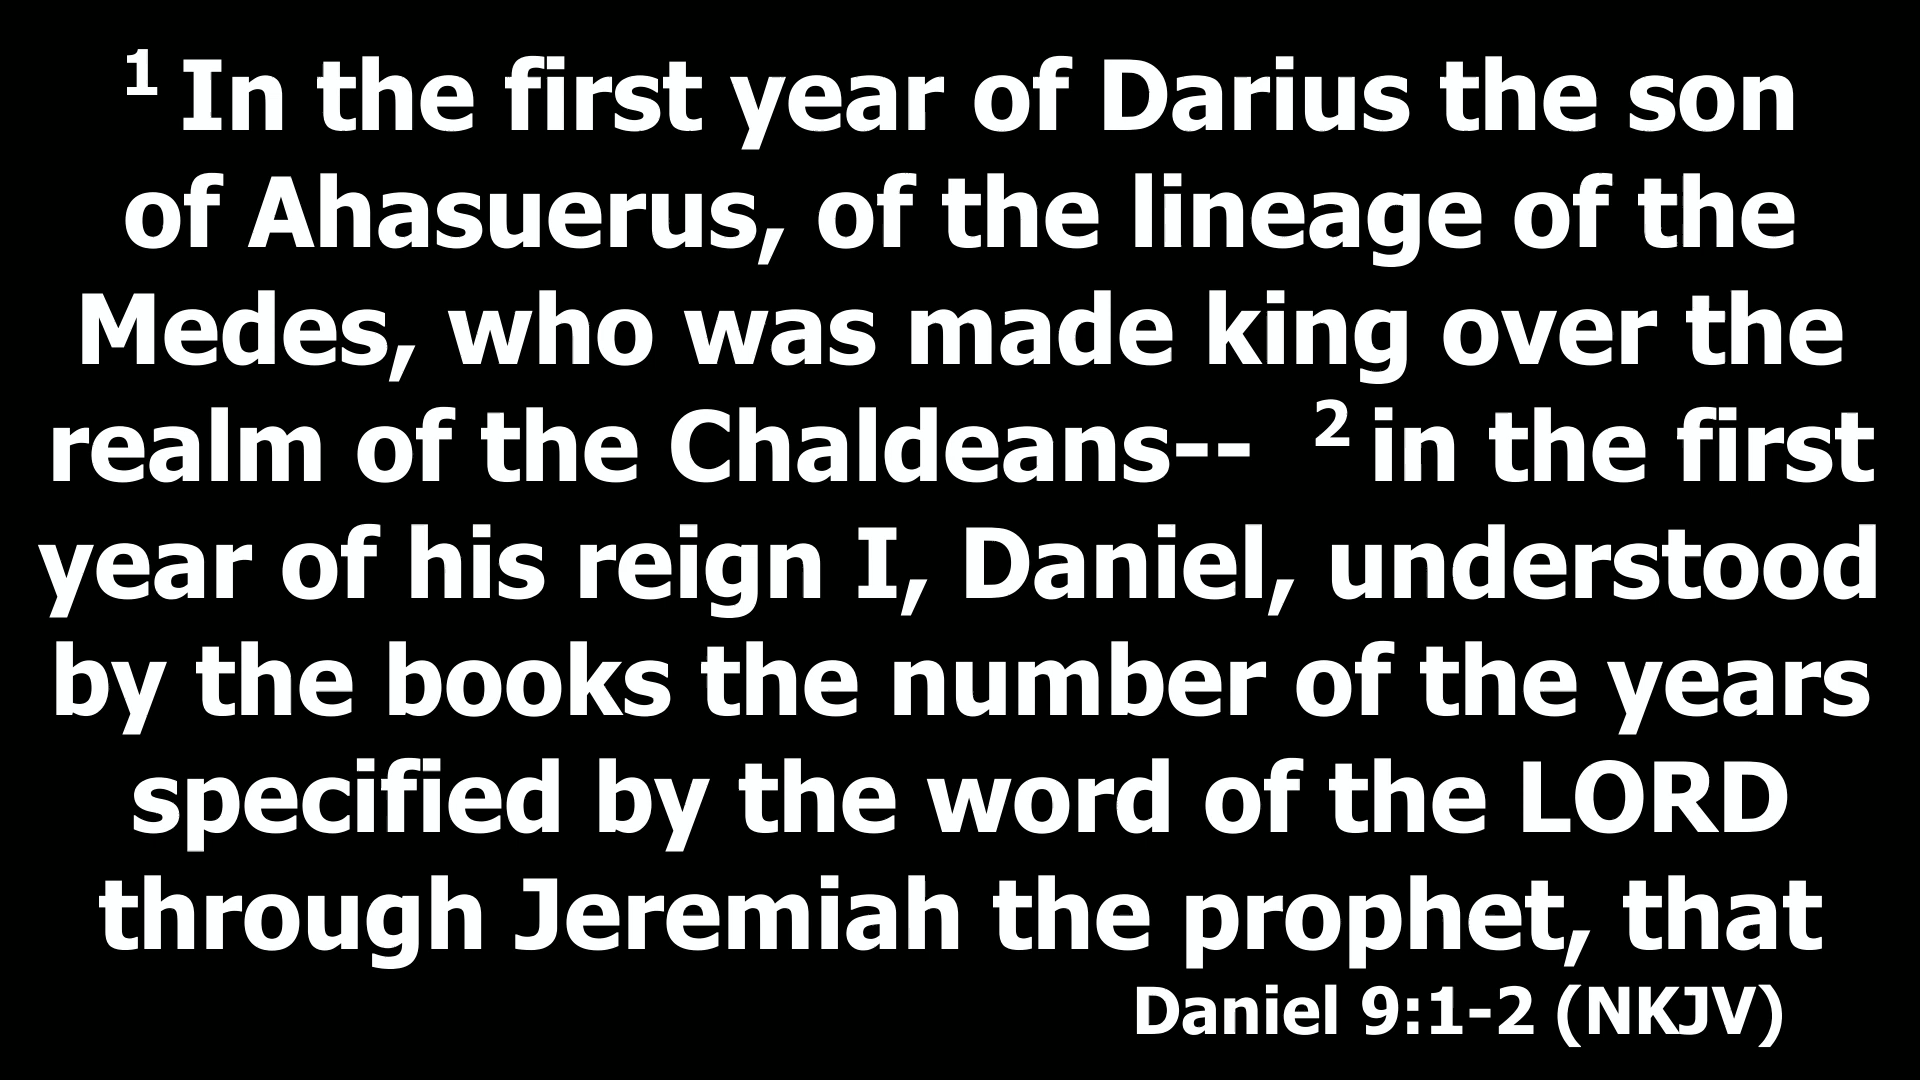 1 In the first year of Darius the son
of Ahasuerus, of the lineage of the
Medes, who was made king over the
realm of the Chaldeans-- 2 in the first
year of his reign I, Daniel, understood
by the books the number of the years
specified by the word of the LORD
through Jeremiah the prophet, that
Daniel 9:1-2 (NKJV)